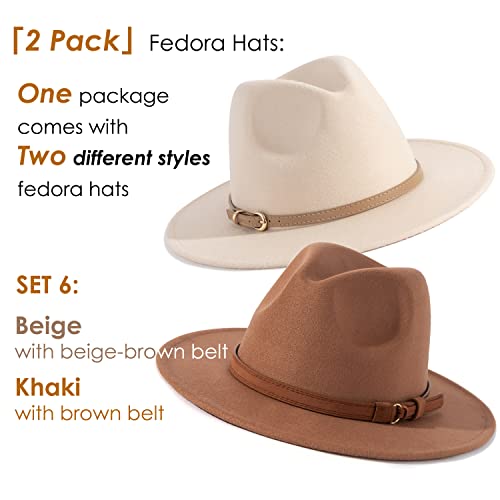 「2 Pack」 Fedora Hats:
One package
comes with
Two different styles
fedora hats
SET 6:
Beige
with beige-brown belt
Khaki
with brown belt